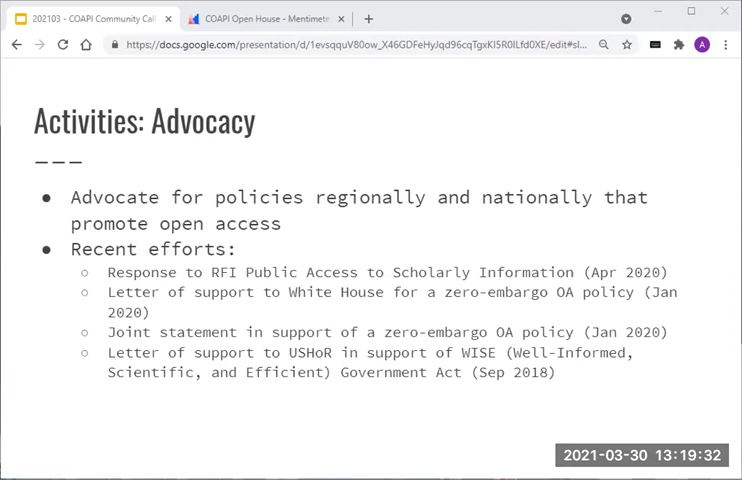 202103 - COAPI Community Call
COAPI Open House - Mentimete
https://docs.google.com/presentation/d/1evsqquV80ow_X46GDFeHyJqd96cqTgxKI5R0ILfd0XE/edit#sl...
A
Activities: Advocacy
___
● Advocate for policies regionally and nationally that
promote open access
● Recent efforts:
○ Response to RFI Public Access to Scholarly Information (Apr 2020)
○ Letter of support to White House for a zero-embargo OA policy (Jan
2020)
○ Joint statement in support of a zero-embargo OA policy (Jan 2020)
○ Letter of support to USHoR in support of WISE (Well-Informed,
Scientific, and Efficient) Government Act (Sep 2018)
2021-03-30 13:19:32